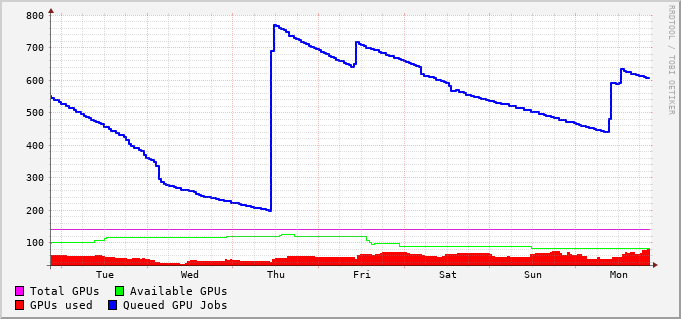 800
700
600
500
400
300
200
100
Tue Wed Thu Fri Sat Sun Mon
Total GPUs Available GPUs
GPUs used Queued GPU Jobs
RRDTOOL / TOBI OETIKER